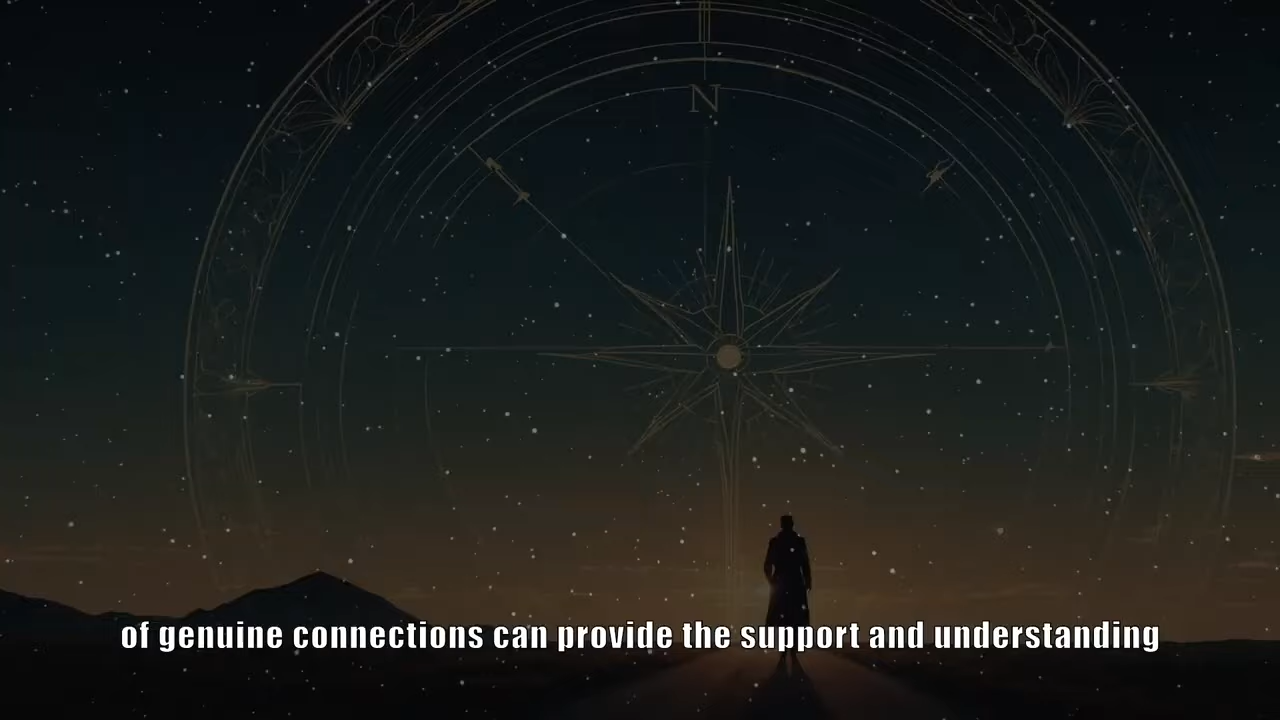 N
of genuine connections can provide the support and understanding